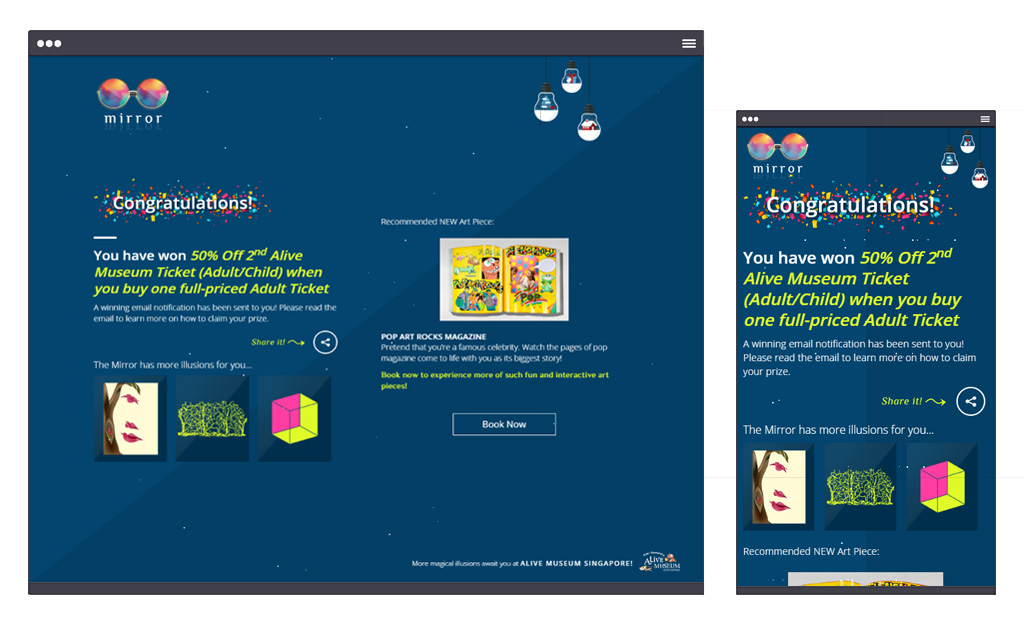 mirror
Congratulations!
You have won 50% Off 2nd Alive
Museum Ticket (Adult/Child) when
you buy one full-priced Adult Ticket
A winning email notification has been sent to you! Please read the
email to learn more on how to claim your prize.
Share it!
The Mirror has more illusions for you...
Recommended NEW Art Piece:
POP
POP ART ROCKS MAGAZINE
Pretend that you're a famous celebrity. Watch the pages of pop
magazine come to life with you as its biggest story!
Book now to experience more of such fun and interactive art
pieces!
Book Now
More magical illusions await you at ALIVE MUSEUM SINGAPORE!
ALIVE
MUSEUM
mirror
Congratulations!
You have won 50% Off 2nd
Alive Museum Ticket
(Adult/Child) when you buy
one full-priced Adult Ticket
A winning email notification has been sent to you!
Please read the email to learn more on how to claim
your prize.
Share it!
The Mirror has more illusions for you...
Recommended NEW Art Piece: